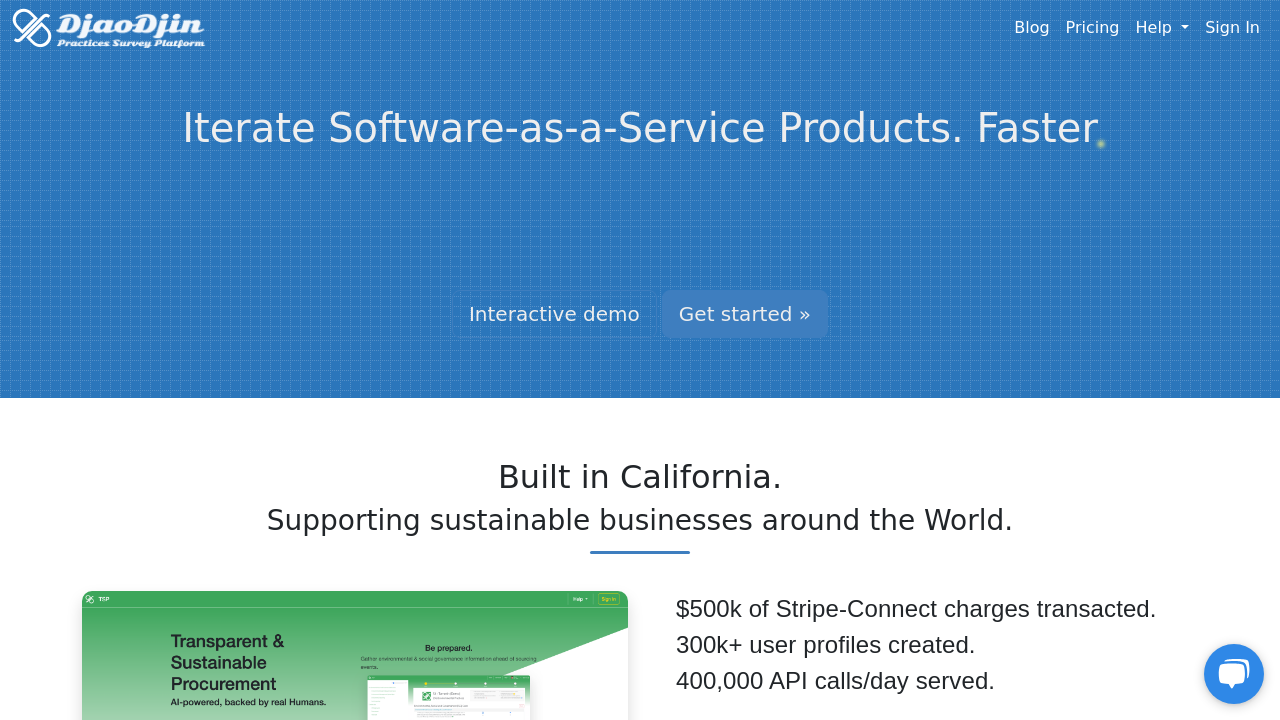 DjaoDjin
Practices Survey Platform
Blog Pricing Help Sign In
Iterate Software-as-a-Service Products. Faster.
Interactive demo Get started »
Built in California.
Supporting sustainable businesses around the World.
TSP Help Sign In
Transparent &
Sustainable
Procurement
AI-powered, backed by real Humans.
Be prepared.
Gather environmental & social governance information ahead of sourcing
events.
$500k of Stripe-Connect charges transacted.
300k+ user profiles created.
400,000 API calls/day served.